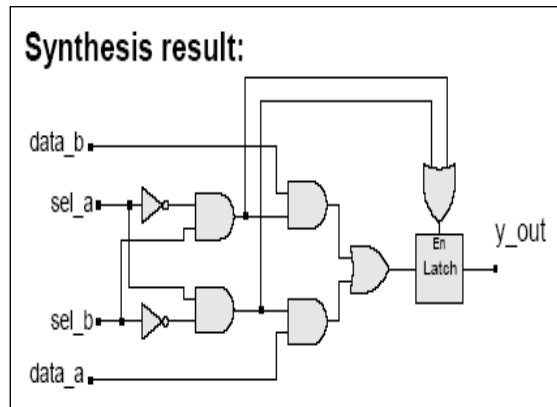 Synthesis result:
data_b
sel_a
y_out
En
Latch
sel_b
data_a